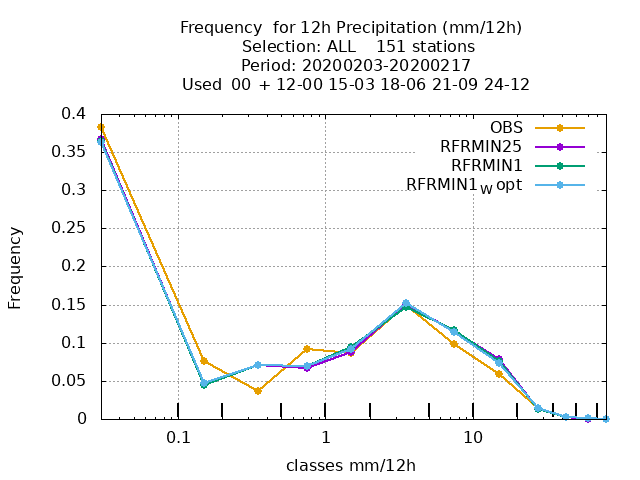 Frequency  for 12h Precipitation (mm/12h)
Selection: ALL    151 stations
Period: 20200203-20200217
Used  00 + 12-00 15-03 18-06 21-09 24-12
0.4
0.35
0.3
0.25
0.2
0.15
0.1
0.05
0
Frequency
OBS
RFRMIN25
RFRMIN1
RFRMIN1w opt
0.1 1 10
classes mm/12h